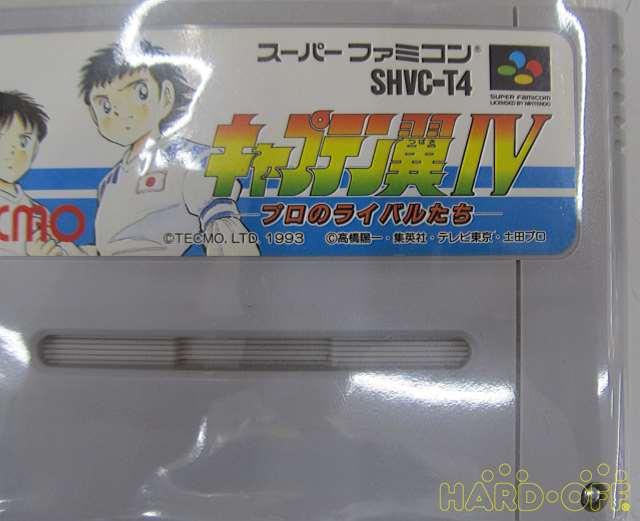 スーパーファミコン®
SHVC-T4
SUPER FAMICOM
LICENSED BY NINTENDO
キャプテン翼IV
つばさ
プロのライバルたち
CMO
©TECMO, LTD. 1993 ©高橋陽一・集英社・テレビ東京・土田プロ
HARD・OFF